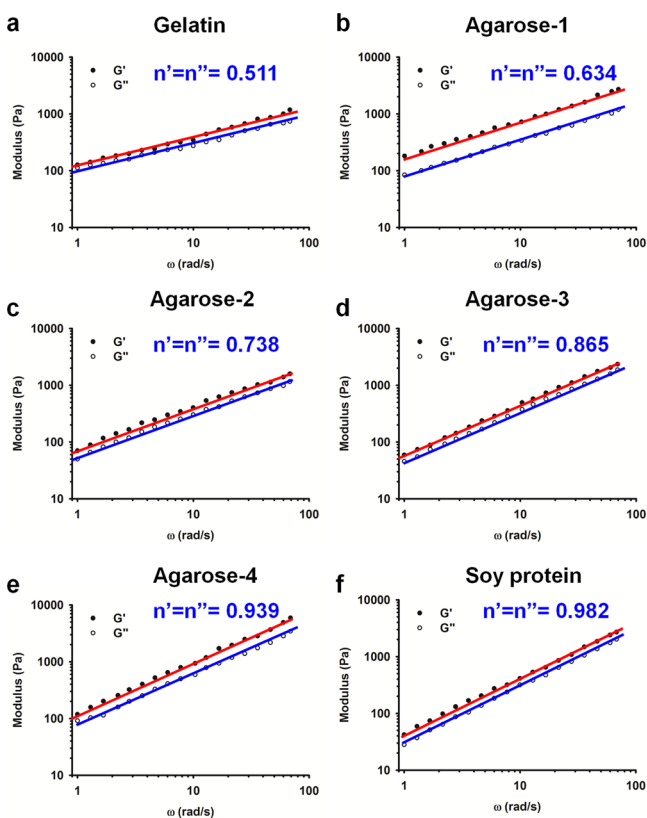 a Gelatin
G'
G"
n'=n''= 0.511
Modulus (Pa)
10000
1000
100
10
1 10 100
ω (rad/s)
b Agarose-1
G'
G"
n'=n''= 0.634
Modulus (Pa)
10000
1000
100
10
1 10 100
ω (rad/s)
c Agarose-2
G'
G"
n'=n''= 0.738
Modulus (Pa)
10000
1000
100
10
1 10 100
ω (rad/s)
d Agarose-3
G'
G"
n'=n''= 0.865
Modulus (Pa)
10000
1000
100
10
1 10 100
ω (rad/s)
e Agarose-4
G'
G"
n'=n''= 0.939
Modulus (Pa)
10000
1000
100
10
1 10 100
ω (rad/s)
f Soy protein
G'
G"
n'=n''= 0.982
Modulus (Pa)
10000
1000
100
10
1 10 100
ω (rad/s)